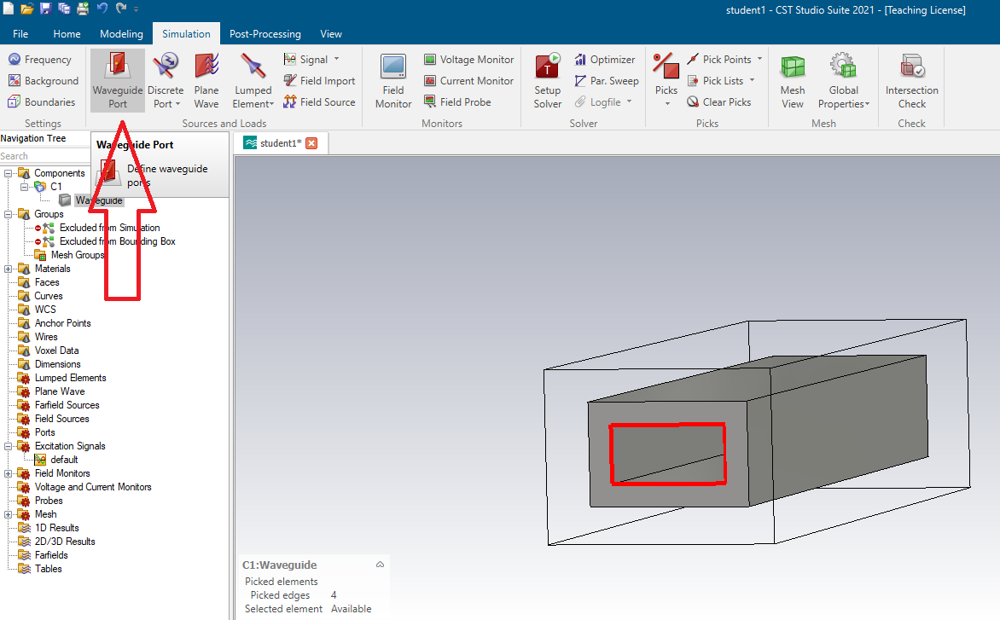 student1 - CST Studio Suite 2021 - [Teaching License]
File Home Modeling Simulation Post-Processing View
Frequency
Background
Boundaries
Settings
Waveguide
Port
Discrete
Port
Plane
Wave
Lumped
Element
Signal
Field Import
Field Source
Sources and Loads
Field
Monitor
Voltage Monitor
Current Monitor
Field Probe
Monitors
Setup
Solver
Optimizer
Par. Sweep
Logfile
Solver
Picks
Pick Points
Pick Lists
Clear Picks
Picks
Mesh
View
Global
Properties
Mesh
Intersection
Check
Check
Navigation Tree
Search
Waveguide Port
Define waveguide
ports
student1*
Components
C1
Waveguide
Groups
Excluded from Simulation
Excluded from Bounding Box
Mesh Groups
Materials
Faces
Curves
WCS
Anchor Points
Wires
Voxel Data
Dimensions
Lumped Elements
Plane Wave
Farfield Sources
Field Sources
Ports
Excitation Signals
default
Field Monitors
Voltage and Current Monitors
Probes
Mesh
1D Results
2D/3D Results
Farfields
Tables
C1:Waveguide
Picked elements
Picked edges 4
Selected element Available